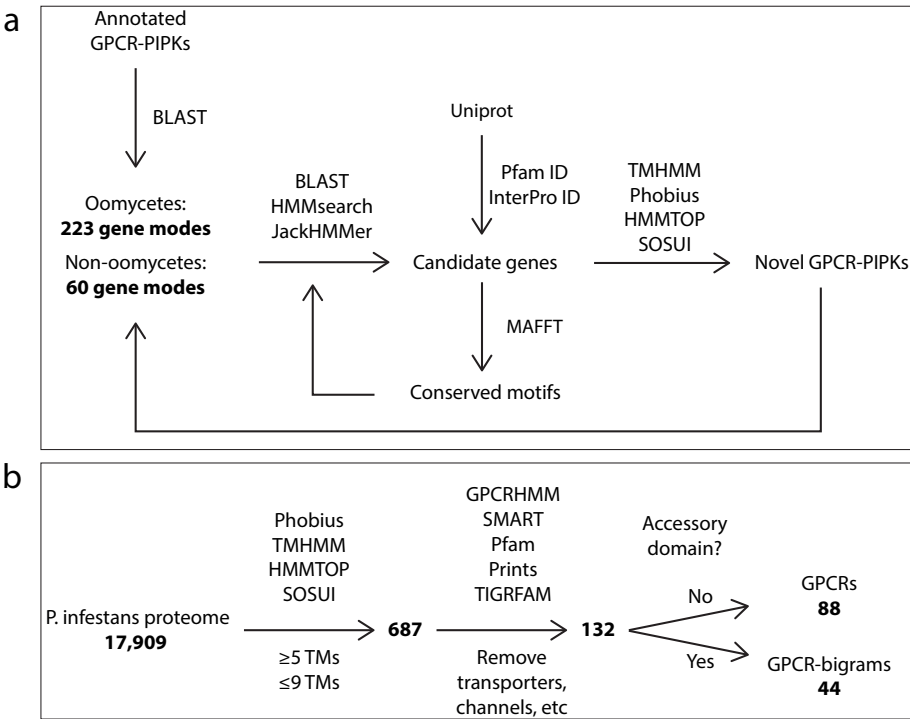 a
Annotated
GPCR-PIPKs
BLAST
Oomycetes:
223 gene modes
Non-oomycetes:
60 gene modes
BLAST
HMMsearch
JackHMMer
Uniprot
Pfam ID
InterPro ID
Candidate genes
MAFFT
Conserved motifs
TMHMM
Phobius
HMMTOP
SOSUI
Novel GPCR-PIPKs
b
P. infestans proteome
17,909
Phobius
TMHMM
HMMTOP
SOSUI
≥5 TMs
≤9 TMs
687
GPCRHMM
SMART
Pfam
Prints
TIGRFAM
Remove
transporters,
channels, etc
132
Accessory
domain?
No
Yes
GPCRs
88
GPCR-bigrams
44